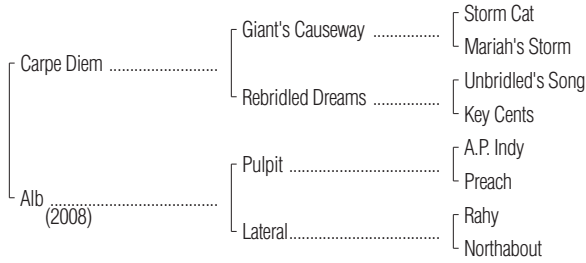 Storm Cat
Giant's Causeway ..................
Mariah's Storm
Carpe Diem ........................
Unbridled's Song
Rebridled Dreams ................
Key Cents
A.P. Indy
Pulpit ....................................
Preach
Alb .....................................
(2008)
Rahy
Lateral...................................
Northabout